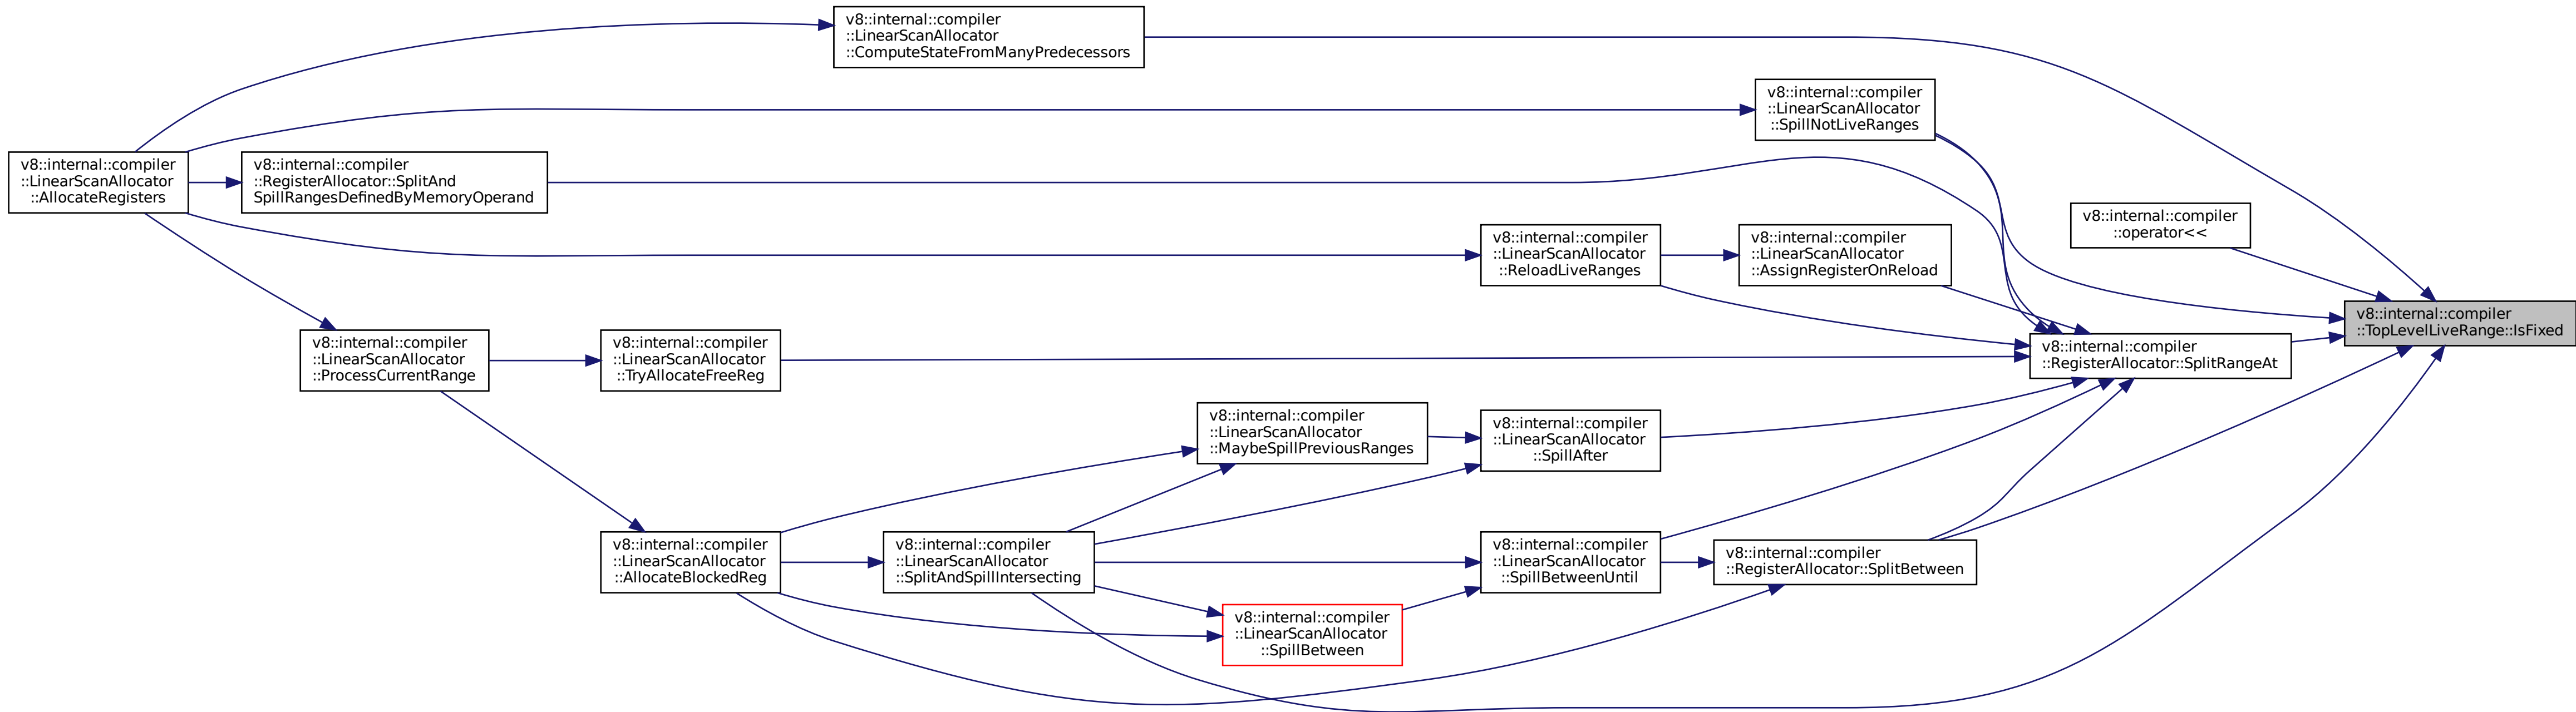 v8::internal::compiler
::LinearScanAllocator
::ComputeStateFromManyPredecessors
v8::internal::compiler
::LinearScanAllocator
::SpillNotLiveRanges
v8::internal::compiler
::LinearScanAllocator
::AllocateRegisters
v8::internal::compiler
::RegisterAllocator::SplitAnd
SpillRangesDefinedByMemoryOperand
v8::internal::compiler
::operator<<
v8::internal::compiler
::LinearScanAllocator
::ReloadLiveRanges
v8::internal::compiler
::LinearScanAllocator
::AssignRegisterOnReload
v8::internal::compiler
::TopLevelLiveRange::IsFixed
v8::internal::compiler
::LinearScanAllocator
::ProcessCurrentRange
v8::internal::compiler
::LinearScanAllocator
::TryAllocateFreeReg
v8::internal::compiler
::RegisterAllocator::SplitRangeAt
v8::internal::compiler
::LinearScanAllocator
::MaybeSpillPreviousRanges
v8::internal::compiler
::LinearScanAllocator
::SpillAfter
v8::internal::compiler
::LinearScanAllocator
::AllocateBlockedReg
v8::internal::compiler
::LinearScanAllocator
::SplitAndSpillIntersecting
v8::internal::compiler
::LinearScanAllocator
::SpillBetweenUntil
v8::internal::compiler
::RegisterAllocator::SplitBetween
v8::internal::compiler
::LinearScanAllocator
::SpillBetween